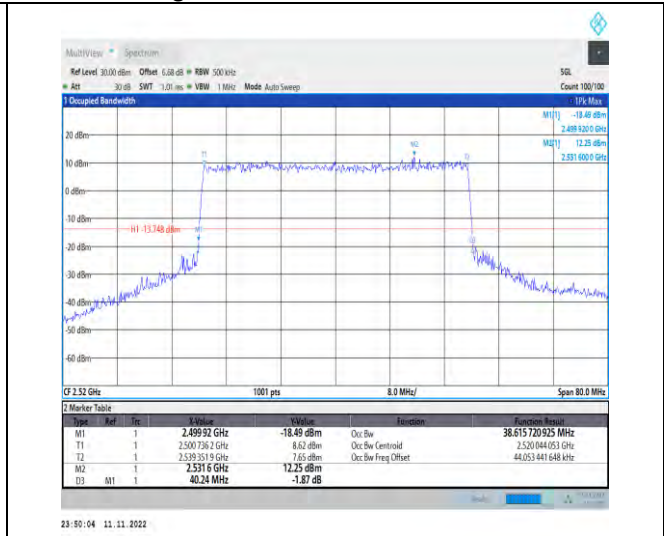 MultiView Spectrum
Ref Level 30.00 dBm Offset 6.68 dB RBW 500 kHz SGL
Att 30 dB SWT 1.01 ms VBW 1 MHz Mode Auto Sweep Count 100/100
1 Occupied Bandwidth 1Pk Max
M1[1] -18.49 dBm
2.499 920 0 GHz
M2[1] 12.25 dBm
2.531 600 0 GHz
20 dBm
M2
T1
10 dBm
0 dBm
-10 dBm
H1 -13.748 dBm M1
-20 dBm
-30 dBm
-40 dBm
-50 dBm
-60 dBm
CF 2.52 GHz 1001 pts 8.0 MHz/ Span 80.0 MHz
2 Marker Table
Type Ref Trc X-Value Y-Value Function Function Result
M1 1 2.499 92 GHz -18.49 dBm Occ Bw 38.615 720 925 MHz
T1 1 2.500 736 2 GHz 8.62 dBm Occ Bw Centroid 2.520 044 053 GHz
T2 1 2.539 351 9 GHz 7.65 dBm Occ Bw Freq Offset 44.053 441 648 kHz
M2 1 2.531 6 GHz 12.25 dBm
D3 M1 1 40.24 MHz -1.87 dB
23:50:04 11.11.2022